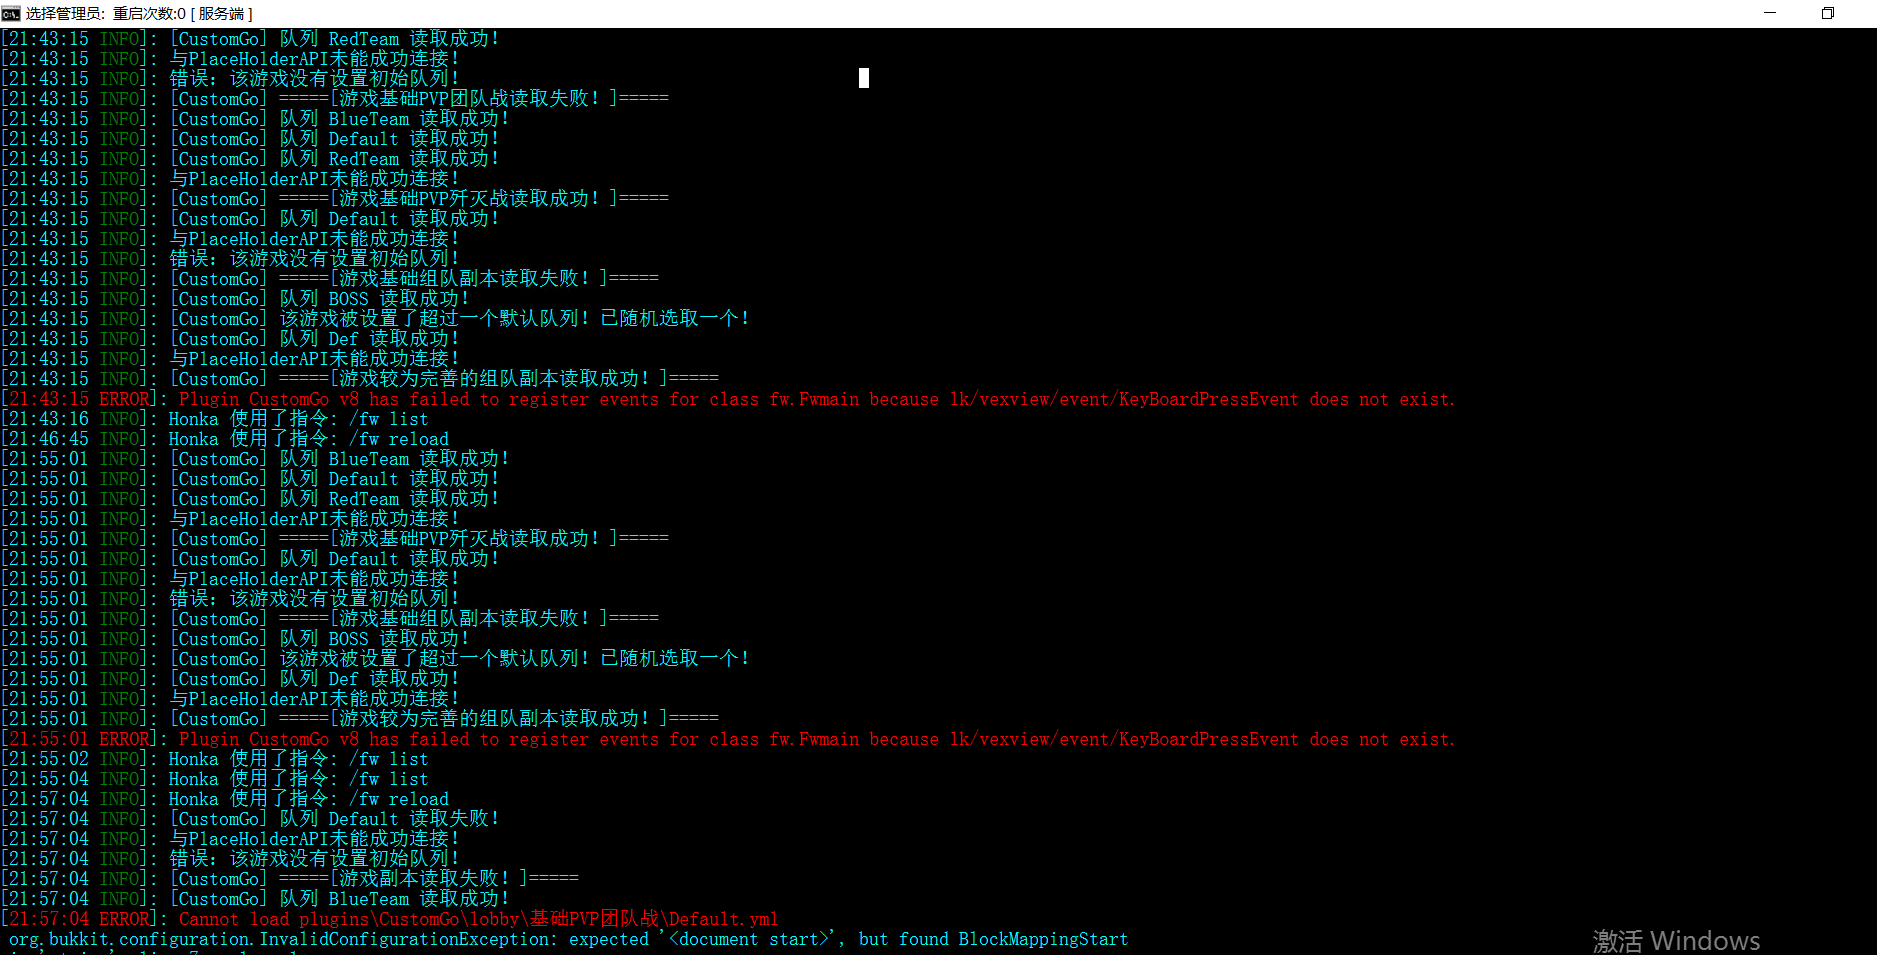 选择管理员: 重启次数:0 [ 服务端 ]
[21:43:15 INFO]: [CustomGo] 队列 RedTeam 读取成功！
[21:43:15 INFO]: 与PlaceHolderAPI未能成功连接！
[21:43:15 INFO]: 错误: 该游戏没有设置初始队列！
[21:43:15 INFO]: [CustomGo] =====[游戏基础PVP团队战读取失败！]=====
[21:43:15 INFO]: [CustomGo] 队列 BlueTeam 读取成功！
[21:43:15 INFO]: [CustomGo] 队列 Default 读取成功！
[21:43:15 INFO]: [CustomGo] 队列 RedTeam 读取成功！
[21:43:15 INFO]: 与PlaceHolderAPI未能成功连接！
[21:43:15 INFO]: [CustomGo] =====[游戏基础PVP歼灭战读取成功！]=====
[21:43:15 INFO]: [CustomGo] 队列 Default 读取成功！
[21:43:15 INFO]: 与PlaceHolderAPI未能成功连接！
[21:43:15 INFO]: 错误: 该游戏没有设置初始队列！
[21:43:15 INFO]: [CustomGo] =====[游戏基础组队副本读取失败！]=====
[21:43:15 INFO]: [CustomGo] 队列 BOSS 读取成功！
[21:43:15 INFO]: [CustomGo] 该游戏被设置了超过一个默认队列！已随机选取一个！
[21:43:15 INFO]: [CustomGo] 队列 Def 读取成功！
[21:43:15 INFO]: 与PlaceHolderAPI未能成功连接！
[21:43:15 INFO]: [CustomGo] =====[游戏较为完善的组队副本读取成功！]=====
[21:43:15 ERROR]: Plugin CustomGo v8 has failed to register events for class fw.Fwmain because lk/vexview/event/KeyBoardPressEvent does not exist.
[21:43:16 INFO]: Honka 使用了指令: /fw list
[21:46:45 INFO]: Honka 使用了指令: /fw reload
[21:55:01 INFO]: [CustomGo] 队列 BlueTeam 读取成功！
[21:55:01 INFO]: [CustomGo] 队列 Default 读取成功！
[21:55:01 INFO]: [CustomGo] 队列 RedTeam 读取成功！
[21:55:01 INFO]: 与PlaceHolderAPI未能成功连接！
[21:55:01 INFO]: [CustomGo] =====[游戏基础PVP歼灭战读取成功！]=====
[21:55:01 INFO]: [CustomGo] 队列 Default 读取成功！
[21:55:01 INFO]: 与PlaceHolderAPI未能成功连接！
[21:55:01 INFO]: 错误: 该游戏没有设置初始队列！
[21:55:01 INFO]: [CustomGo] =====[游戏基础组队副本读取失败！]=====
[21:55:01 INFO]: [CustomGo] 队列 BOSS 读取成功！
[21:55:01 INFO]: [CustomGo] 该游戏被设置了超过一个默认队列！已随机选取一个！
[21:55:01 INFO]: [CustomGo] 队列 Def 读取成功！
[21:55:01 INFO]: 与PlaceHolderAPI未能成功连接！
[21:55:01 INFO]: [CustomGo] =====[游戏较为完善的组队副本读取成功！]=====
[21:55:01 ERROR]: Plugin CustomGo v8 has failed to register events for class fw.Fwmain because lk/vexview/event/KeyBoardPressEvent does not exist.
[21:55:02 INFO]: Honka 使用了指令: /fw list
[21:55:04 INFO]: Honka 使用了指令: /fw list
[21:57:04 INFO]: Honka 使用了指令: /fw reload
[21:57:04 INFO]: [CustomGo] 队列 Default 读取失败！
[21:57:04 INFO]: 与PlaceHolderAPI未能成功连接！
[21:57:04 INFO]: 错误: 该游戏没有设置初始队列！
[21:57:04 INFO]: [CustomGo] =====[游戏副本读取失败！]=====
[21:57:04 INFO]: [CustomGo] 队列 BlueTeam 读取成功！
[21:57:04 ERROR]: Cannot load plugins\CustomGo\lobby\基础PVP团队战\Default.yml
org.bukkit.configuration.InvalidConfigurationException: expected '<document start>', but found BlockMappingStart
激活 Windows